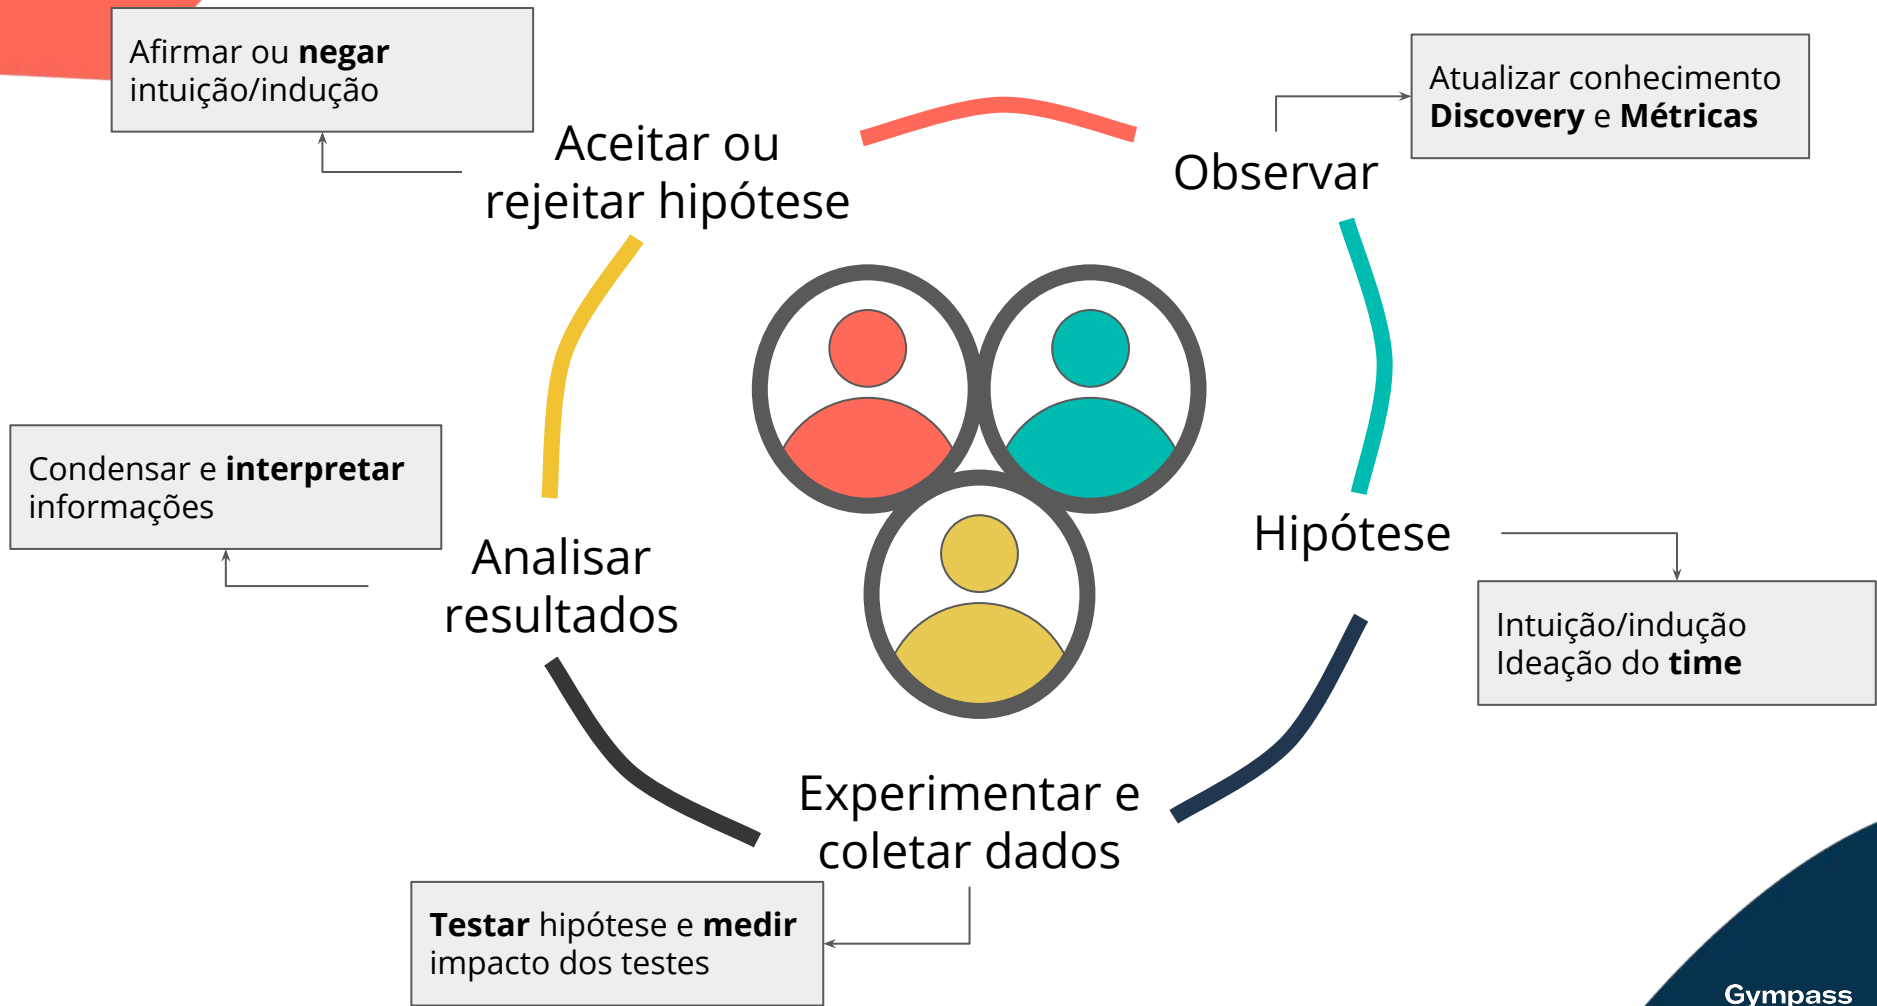 Afirmar ou negar
intuição/indução
Atualizar conhecimento
Discovery e Métricas
Aceitar ou
rejeitar hipótese
Observar
Condensar e interpretar
informações
Analisar
resultados
Hipótese
Intuição/indução
Ideação do time
Experimentar e
coletar dados
Testar hipótese e medir
impacto dos testes
Gympass